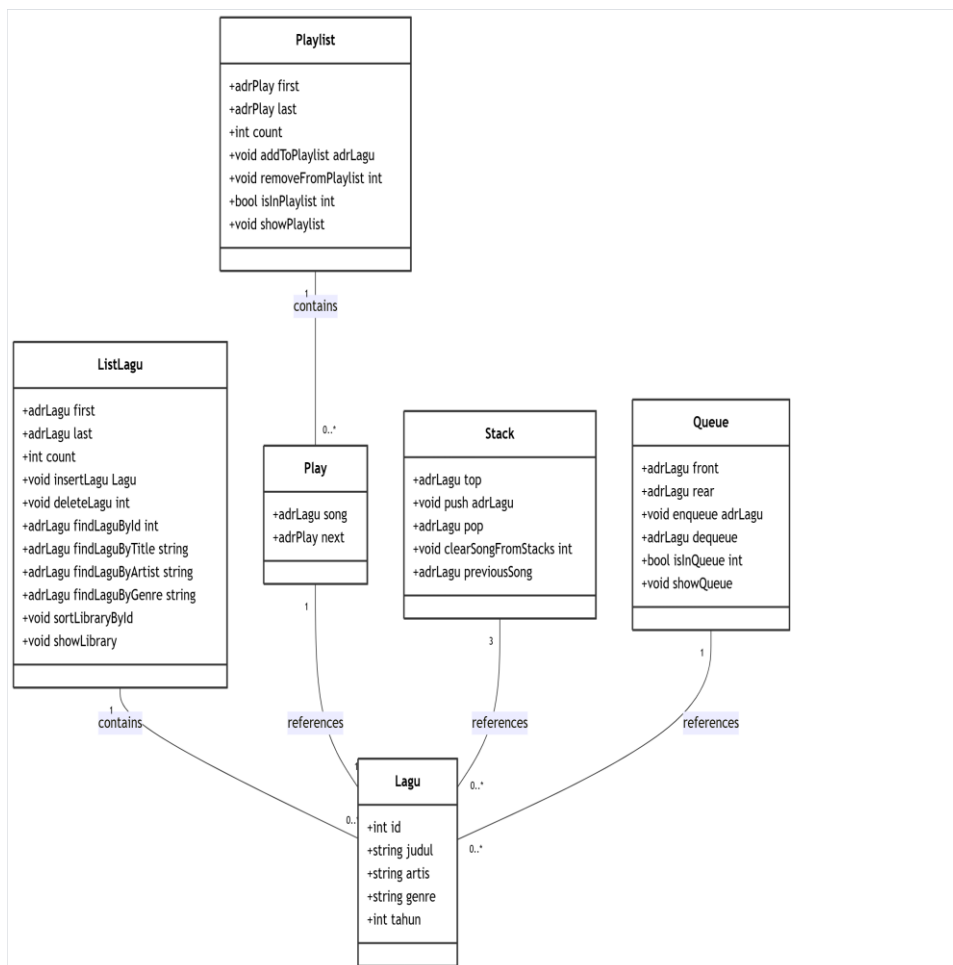 Playlist
+adrPlay first
+adrPlay last
+int count
+void addToPlaylist adrLagu
+void removeFromPlaylist int
+bool isInPlaylist int
+void showPlaylist
1
contains
0..*
ListLagu
+adrLagu first
+adrLagu last
+int count
+void insertLagu Lagu
+void deleteLagu int
+adrLagu findLaguById int
+adrLagu findLaguByTitle string
+adrLagu findLaguByArtist string
+adrLagu findLaguByGenre string
+void sortLibraryById
+void showLibrary
Play
+adrLagu song
+adrPlay next
Stack
+adrLagu top
+void push adrLagu
+adrLagu pop
+void clearSongFromStacks int
+adrLagu previousSong
Queue
+adrLagu front
+adrLagu rear
+void enqueue adrLagu
+adrLagu dequeue
+bool isInQueue int
+void showQueue
1
contains
0..*
1
references
1
3
references
0..*
1
references
0..*
Lagu
+int id
+string judul
+string artis
+string genre
+int tahun